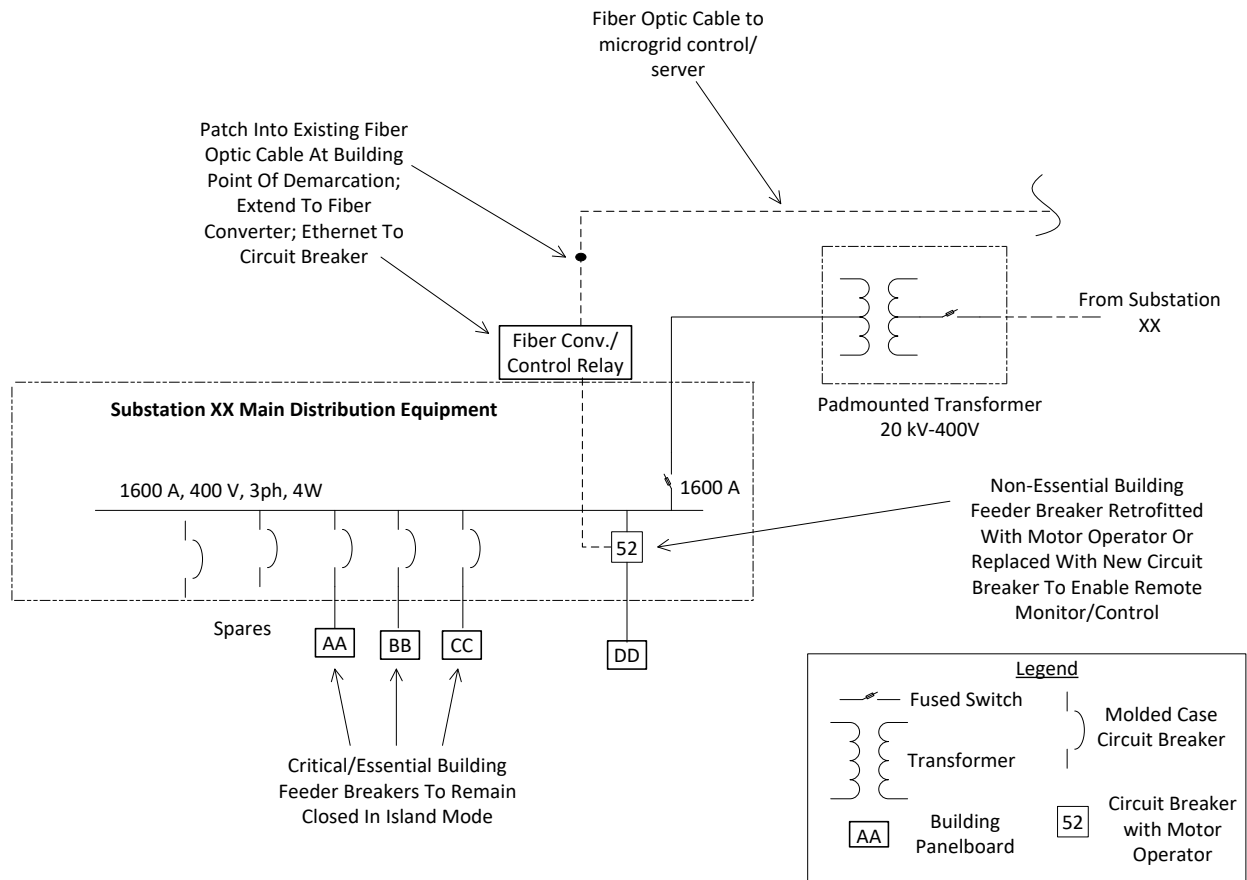 Fiber Optic Cable to
microgrid control/
server
Patch Into Existing Fiber
Optic Cable At Building
Point Of Demarcation;
Extend To Fiber
Converter; Ethernet To
Circuit Breaker
From Substation
XX
Fiber Conv./
Control Relay
Padmounted Transformer
20 kV-400V
Substation XX Main Distribution Equipment
1600 A, 400 V, 3ph, 4W
1600 A
Non-Essential Building
Feeder Breaker Retrofitted
With Motor Operator Or
Replaced With New Circuit
Breaker To Enable Remote
Monitor/Control
52
Spares
AA
BB
CC
DD
Critical/Essential Building
Feeder Breakers To Remain
Closed In Island Mode
Legend
Fused Switch
Molded Case
Circuit Breaker
Transformer
AA
Building
Panelboard
52
Circuit Breaker
with Motor
Operator